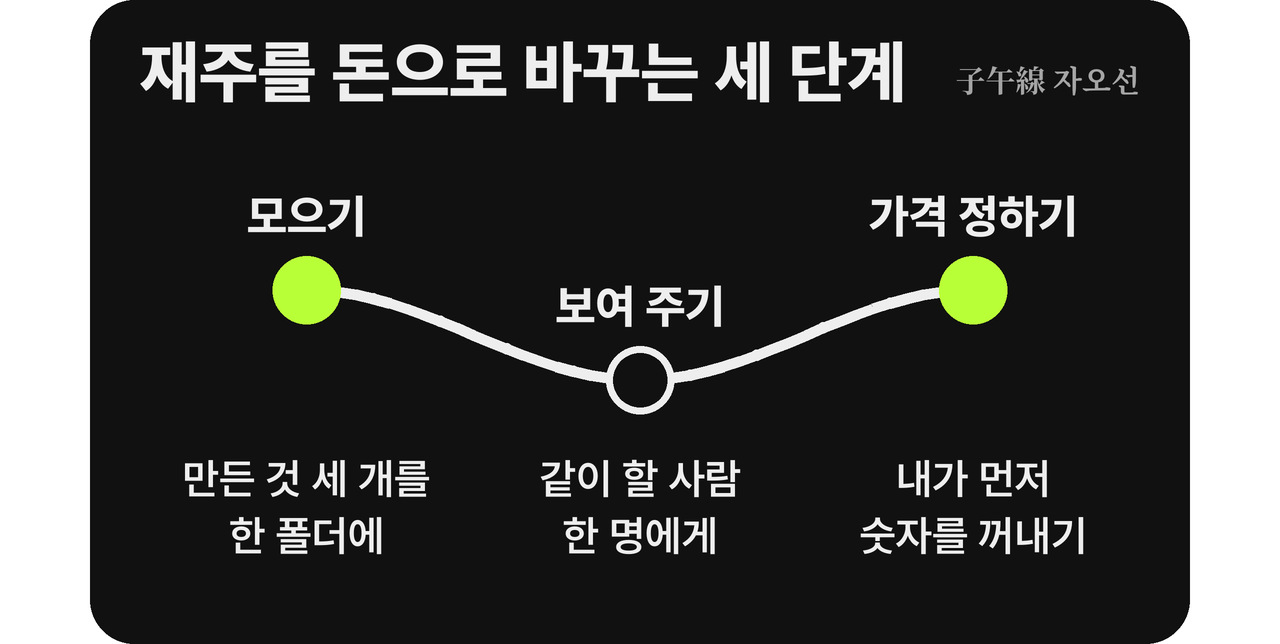 재주를 돈으로 바꾸는 세 단계
子午線 자오선
모으기
보여 주기
가격 정하기
만든 것 세 개를
한 폴더에
같이 할 사람
한 명에게
내가 먼저
숫자를 꺼내기